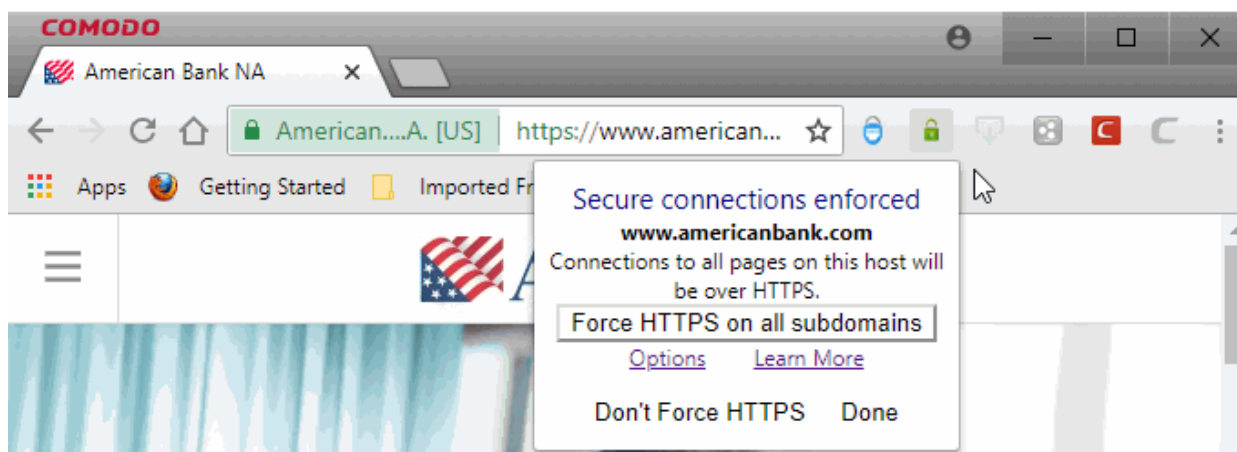 COMODO
American Bank NA
American....A. [US] https://www.american...
Apps Getting Started Imported Fr
Secure connections enforced
www.americanbank.com
Connections to all pages on this host will
be over HTTPS.
Force HTTPS on all subdomains
Options Learn More
Don't Force HTTPS Done
A